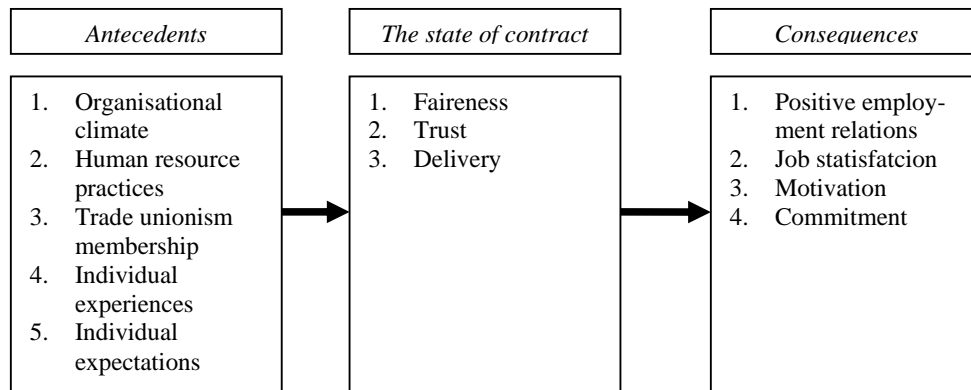 Antecedents
The state of contract
Consequences
1. Organisational
climate
2. Human resource
practices
3. Trade unionism
membership
4. Individual
experiences
5. Individual
expectations
1. Faireness
2. Trust
3. Delivery
1. Positive employ-
ment relations
2. Job statisfatcion
3. Motivation
4. Commitment